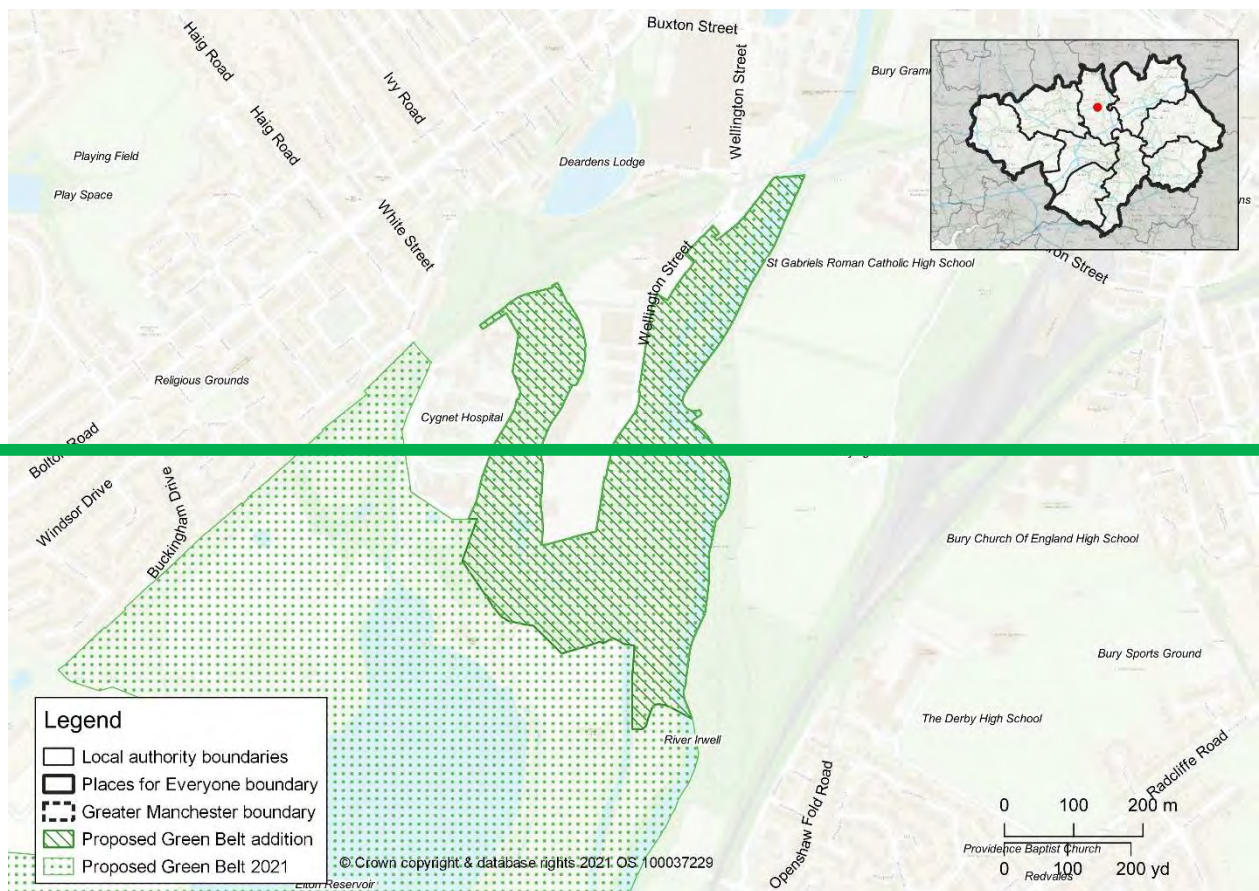 Buxton Street
Haig Road
Ivy Road
Wellington Street
Haig Road
Playing Field
Deardens Lodge
Play Space
White Street
Wellington Street
St Gabriels Roman Catholic High School
Religious Grounds
Cygnet Hospital
Bolton Road
Windsor Drive
Buckingham Drive
Bury Church Of England High School
Bury Sports Ground
The Derby High School
River Irwell
Radcliffe Road
Openshaw Fold Road
Legend
Local authority boundaries
Places for Everyone boundary
Greater Manchester boundary
Proposed Green Belt addition
Proposed Green Belt 2021
0 100 200 m
0 100 200 yd
Providence Baptist Church
Redvales
© Crown copyright & database rights 2021 OS 100037229
Elton Reservoir